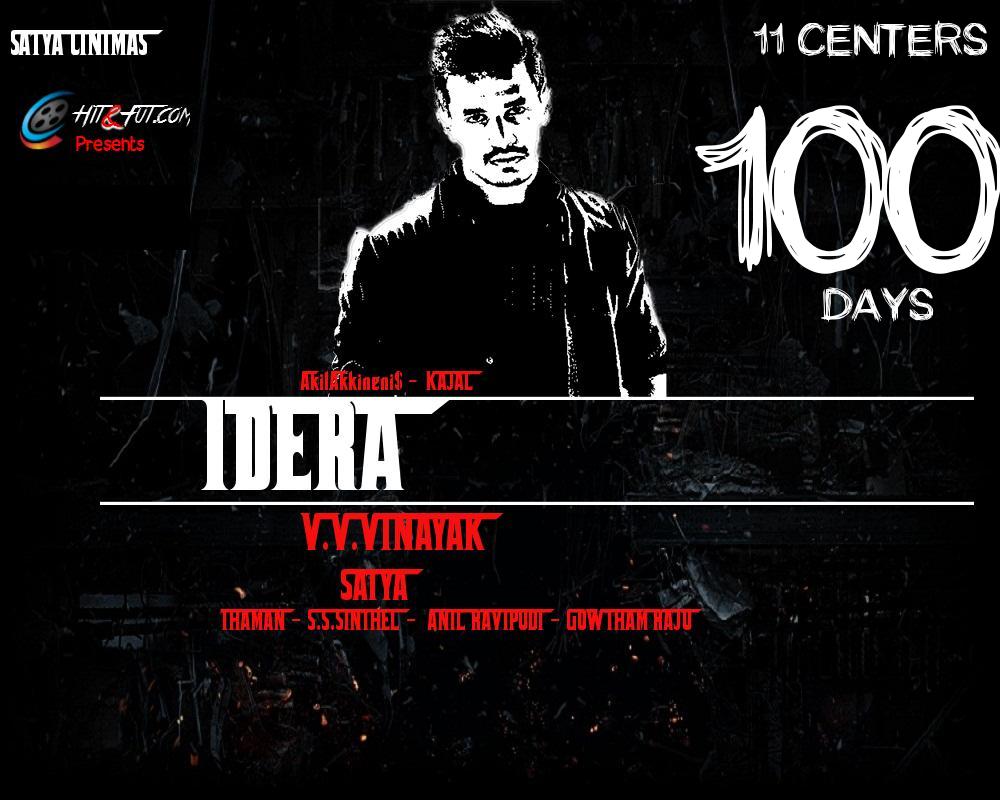 SATYA CINIMAS
11 CENTERS
HIT&FUT.COM
Presents
100
DAYS
AkilAkkineni$ - KAJAL
IDERA
V.V.VINAYAK
SATYA
THAMAN - S.S.SINTHEL - ANIL RAVIPUDI - GOWTHAM RAJU